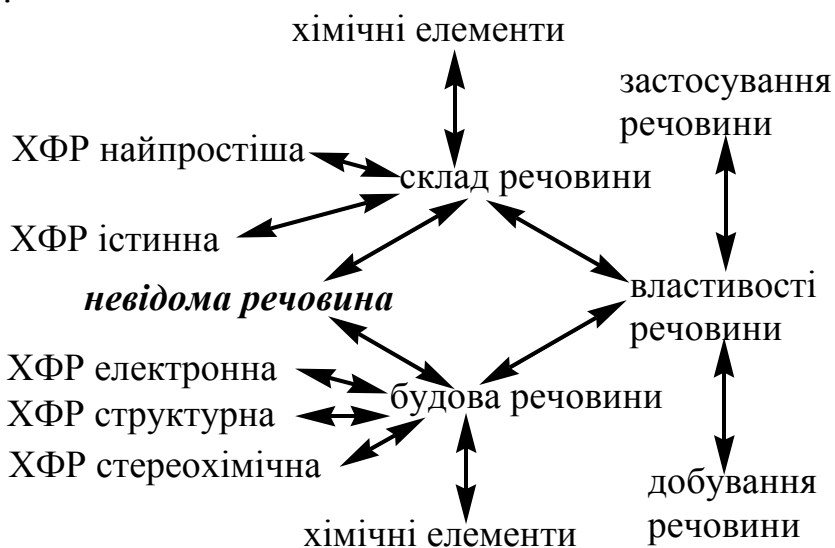 хімічні елементи
застосування
речовини
ХФР найпростіша
склад речовини
ХФР істинна
невідома речовина
властивості
речовини
ХФР електронна
будова речовини
ХФР структурна
ХФР стереохімічна
добування
речовини
хімічні елементи